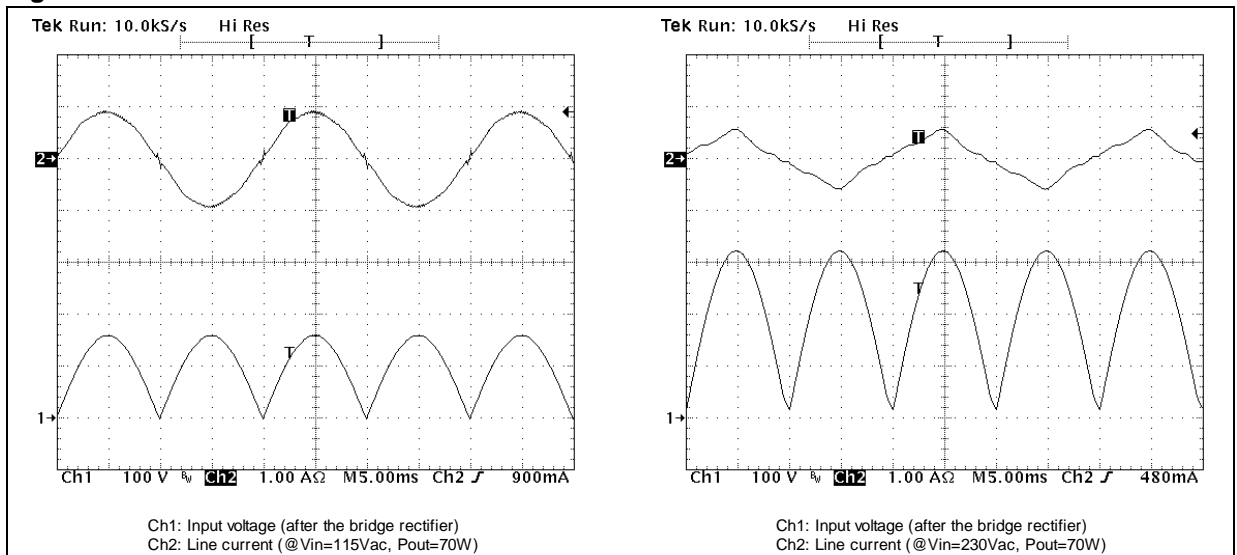 Tek Run: 10.0kS/s Hi Res
[ T ]
T
2→
T
1→
Ch1 100 V BW Ch2 1.00 AΩ M5.00ms Ch2 ƒ 900mA
Ch1: Input voltage (after the bridge rectifier)
Ch2: Line current (@Vin=115Vac, Pout=70W)
Tek Run: 10.0kS/s Hi Res
[ T ]
T
2→
T
1→
Ch1 100 V BW Ch2 1.00 AΩ M5.00ms Ch2 ƒ 480mA
Ch1: Input voltage (after the bridge rectifier)
Ch2: Line current (@Vin=230Vac, Pout=70W)